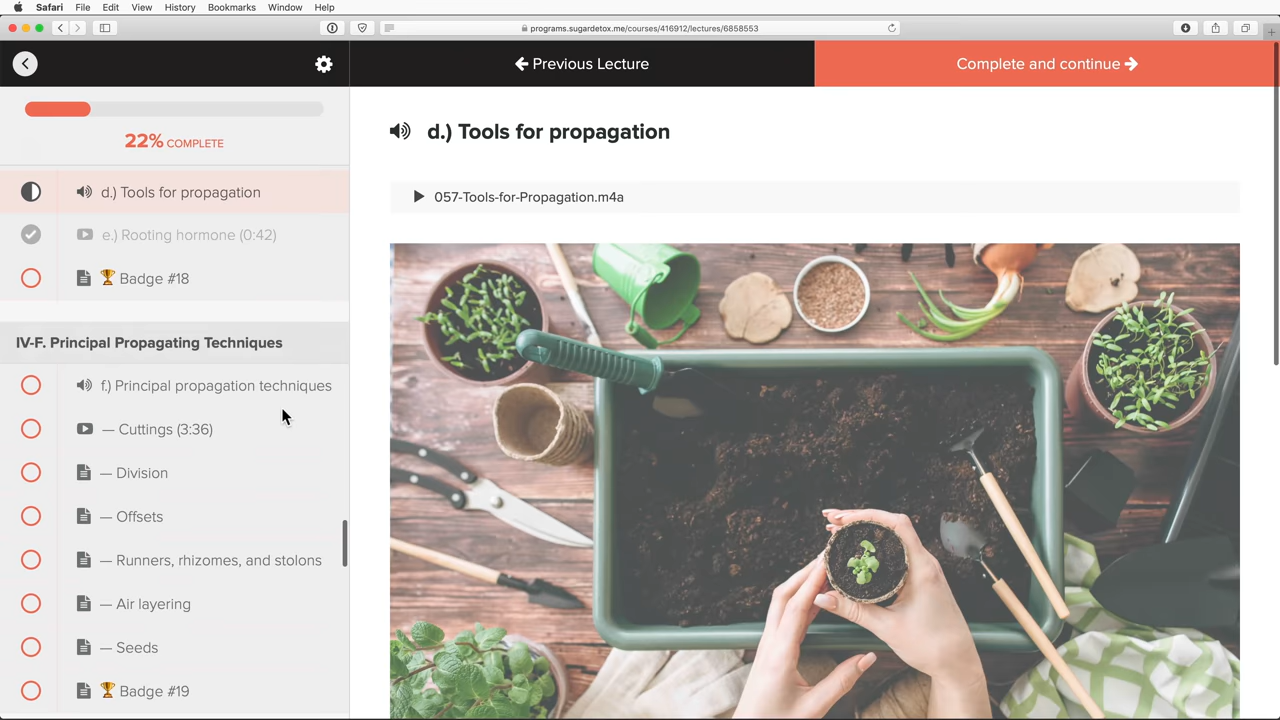 Safari File Edit View History Bookmarks Window Help
programs.sugardetox.me/courses/416912/lectures/6858553
Previous Lecture
Complete and continue
22% COMPLETE
d.) Tools for propagation
e.) Rooting hormone (0:42)
Badge #18
IV-F. Principal Propagating Techniques
f.) Principal propagation techniques
— Cuttings (3:36)
— Division
— Offsets
— Runners, rhizomes, and stolons
— Air layering
— Seeds
Badge #19
d.) Tools for propagation
057-Tools-for-Propagation.m4a